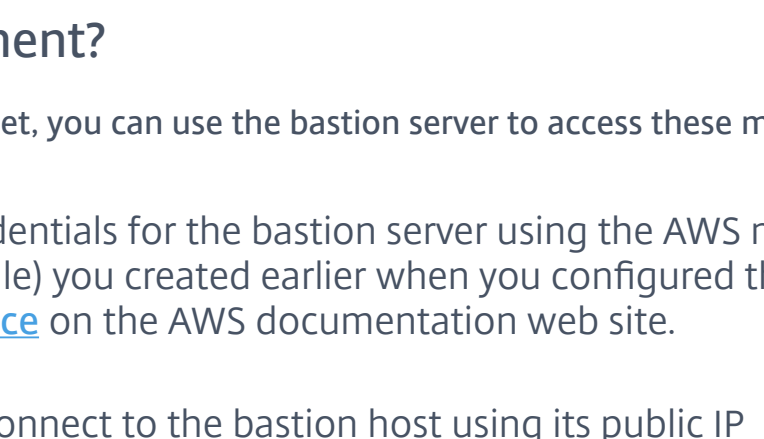 nent?
et, you can use the bastion server to access these m
dentials for the bastion server using the AWS
le) you created earlier when you configured th
ce on the AWS documentation web site.
onnect to the bastion host using its public IP